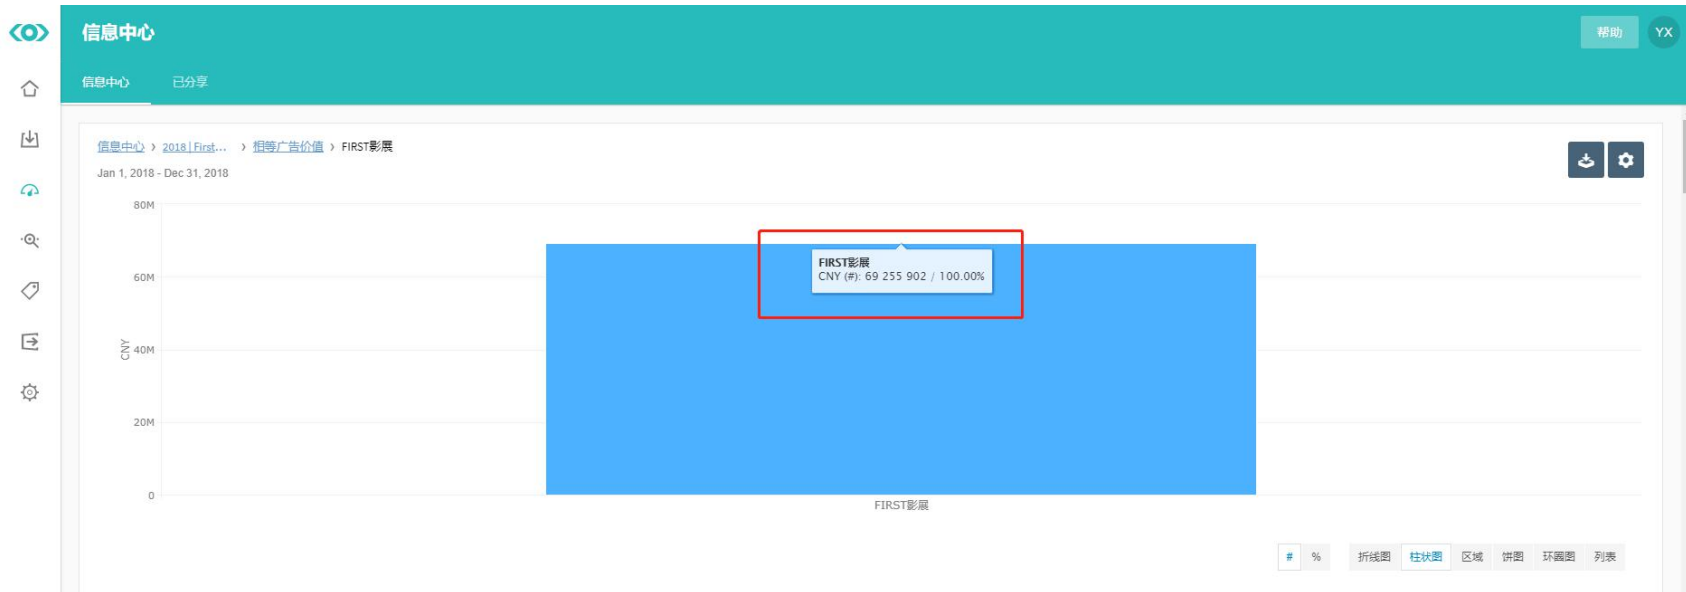 信息中心
帮助
YX
信息中心 已分享
信息中心 › 2018 | First... › 相等广告价值 › FIRST影展
Jan 1, 2018 - Dec 31, 2018
80M
60M
40M
20M
0
CNY
FIRST影展
CNY (#): 69 255 902 / 100.00%
FIRST影展
# % 折线图 柱状图 区域 饼图 环圈图 列表